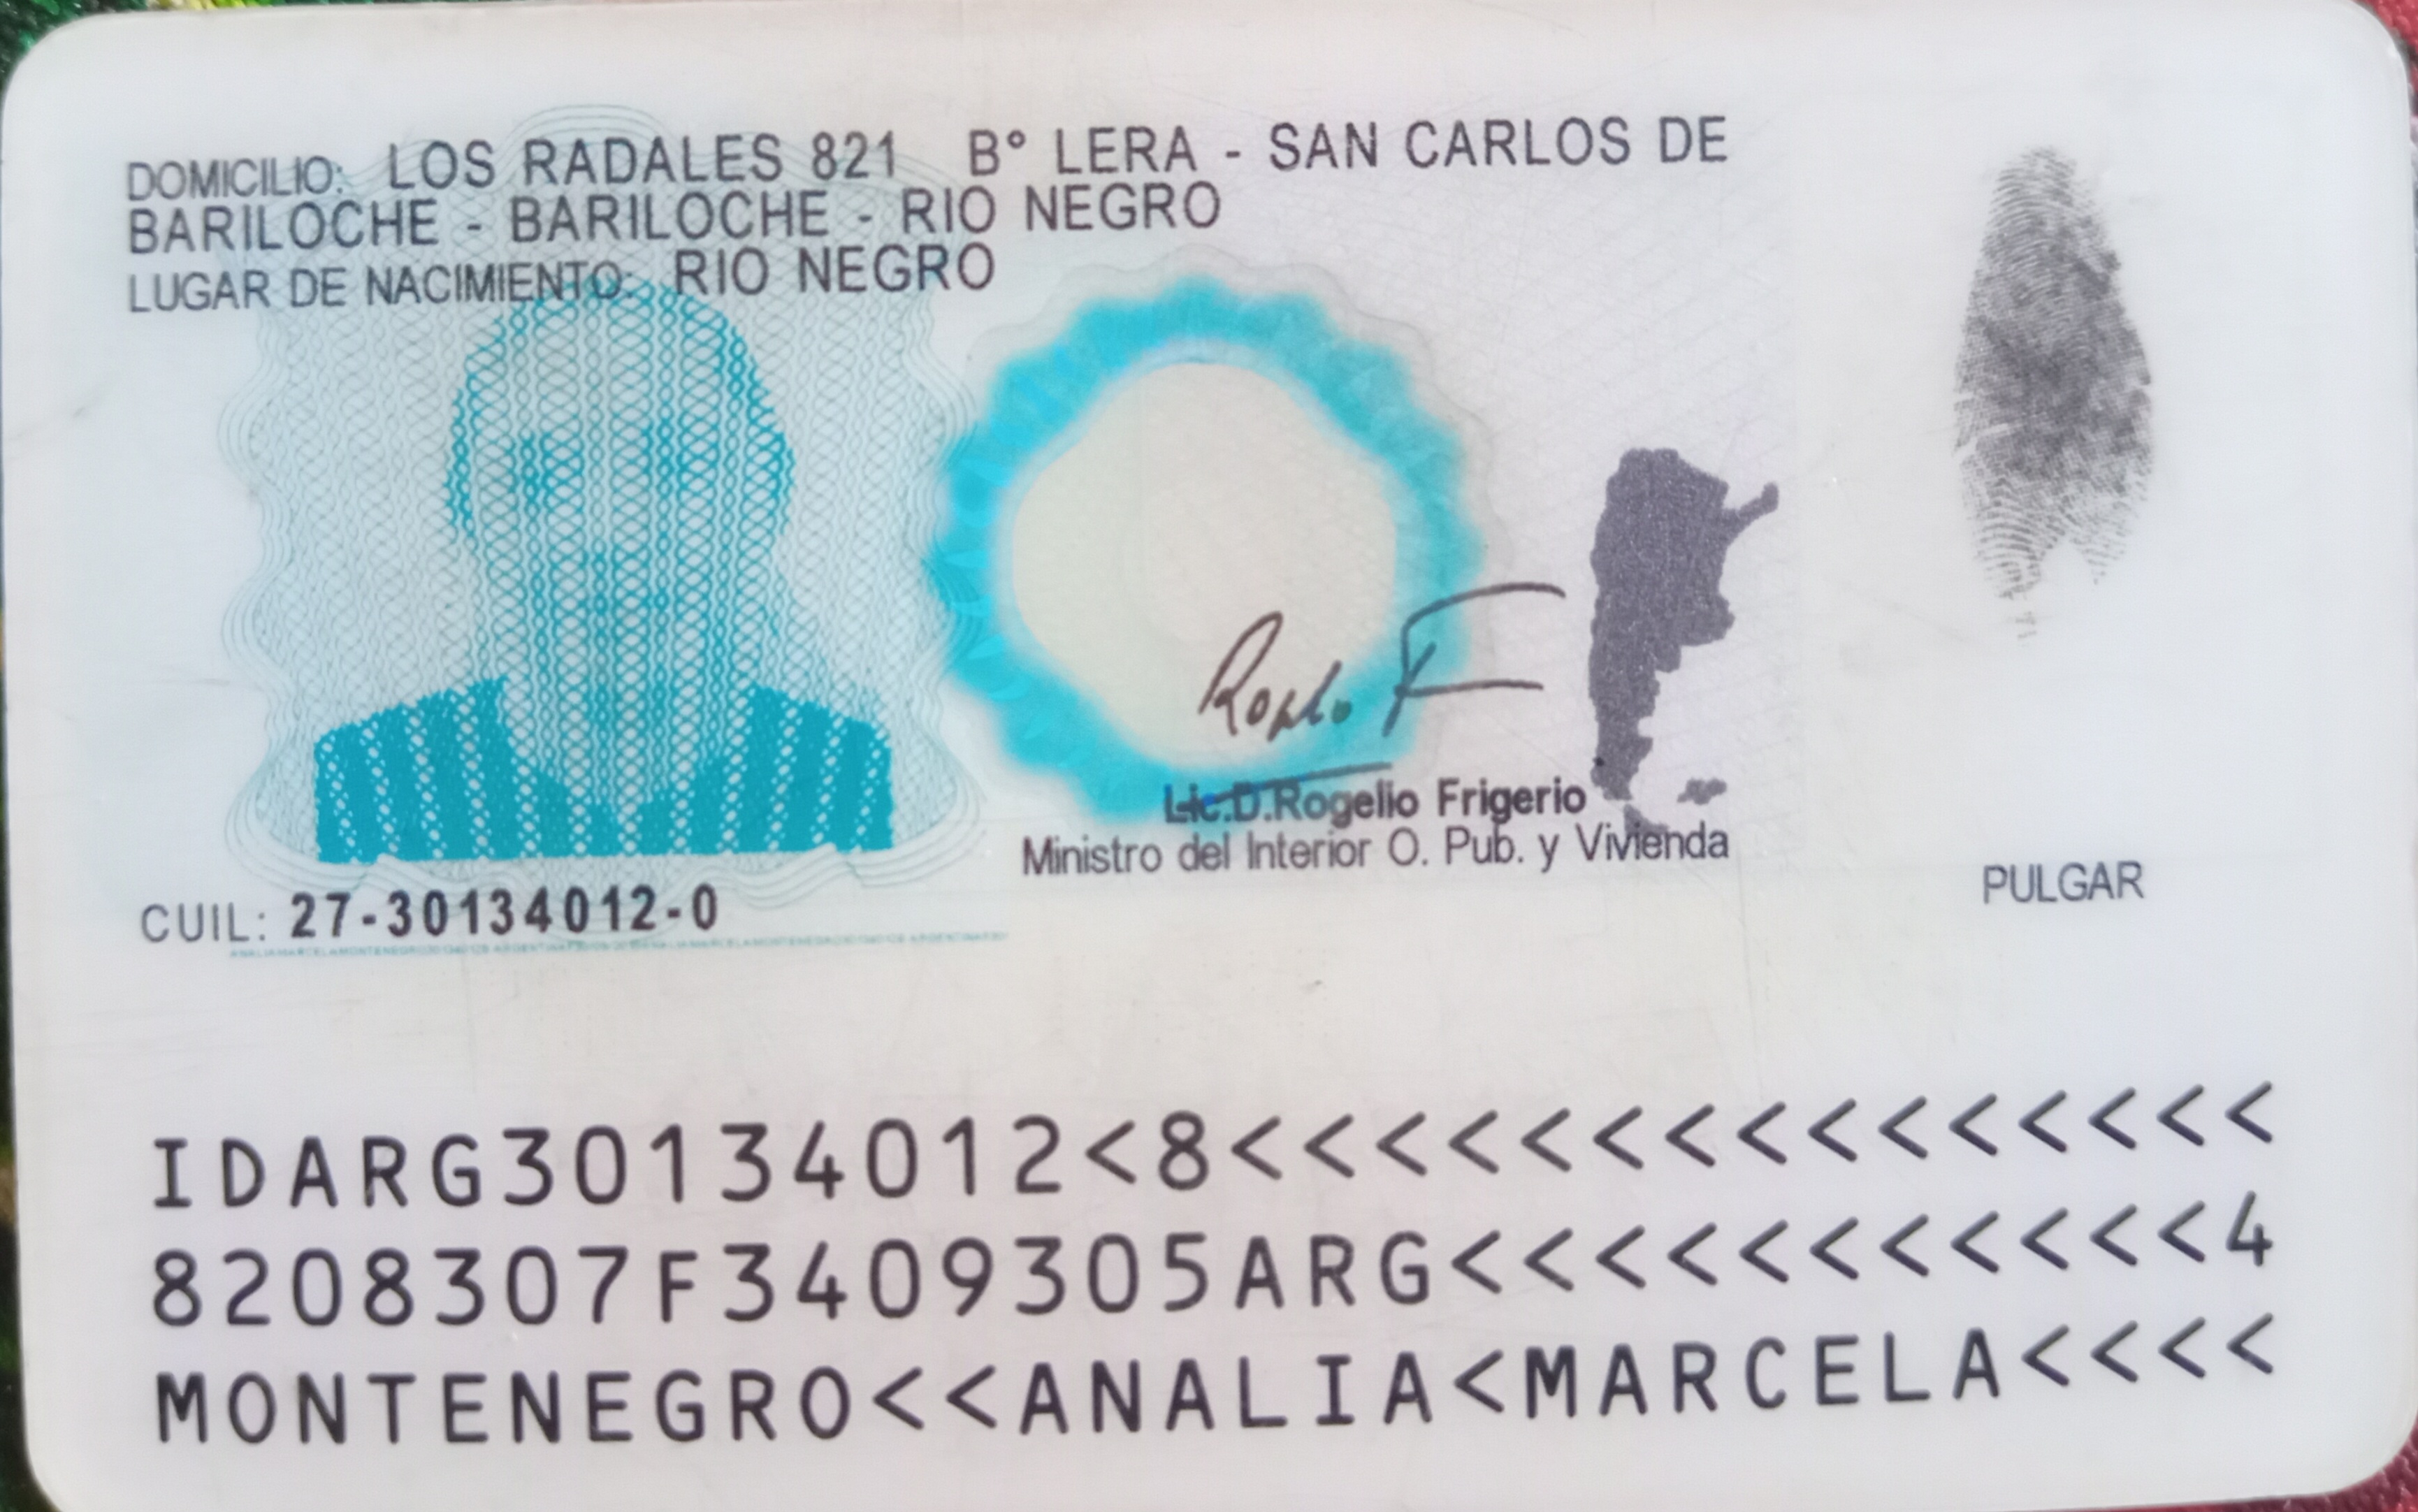 DOMICILIO: LOS RADALES 821 B° LERA - SAN CARLOS DE
BARILOCHE - BARILOCHE - RIO NEGRO
LUGAR DE NACIMIENTO: RIO NEGRO
Lic.D.Rogelio Frigerio
Ministro del Interior O. Pub. y Vivienda
PULGAR
CUIL: 27-30134012-0
IDARG30134012<8<<<<<<<<<<<<<<<
8208307F3409305ARG<<<<<<<<<<<4
MONTENEGRO<<ANALIA<MARCELA<<<<